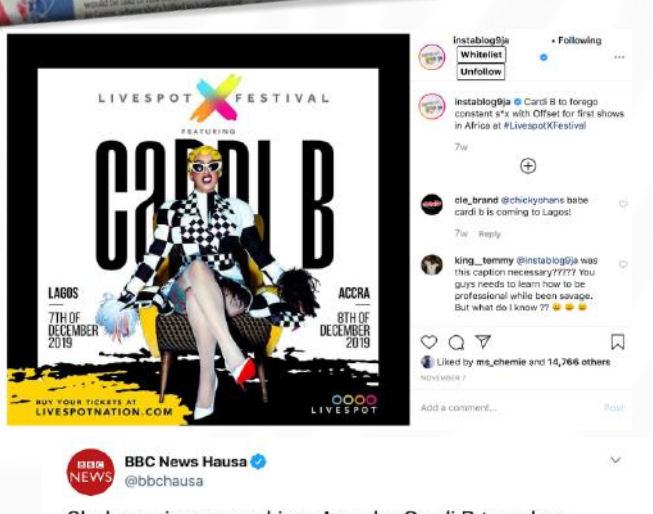 instablog9ja • Following
Whitelist
Unfollow
LIVESPOT X FESTIVAL
FEATURING
CARDI B
LAGOS
7TH OF
DECEMBER
2019
ACCRA
8TH OF
DECEMBER
2019
BUY YOUR TICKETS AT
LIVESPOTNATION.COM
LIVESPOT
instablog9ja Cardi B to forego
constant s*x with Offset for first shows
in Africa at #LivespotXFestival
7w
cle_brand @chickyohans babe
cardi b is coming to Lagos!
7w Reply
king__temmy @instablog9ja was
this caption necessary????? You
guys needs to learn how to be
professional while been savage.
But what do I know ??
Liked by ms_chemie and 14,766 others
NOVEMBER 7
Add a comment... Post
BBC
NEWS
BBC News Hausa
@bbchausa